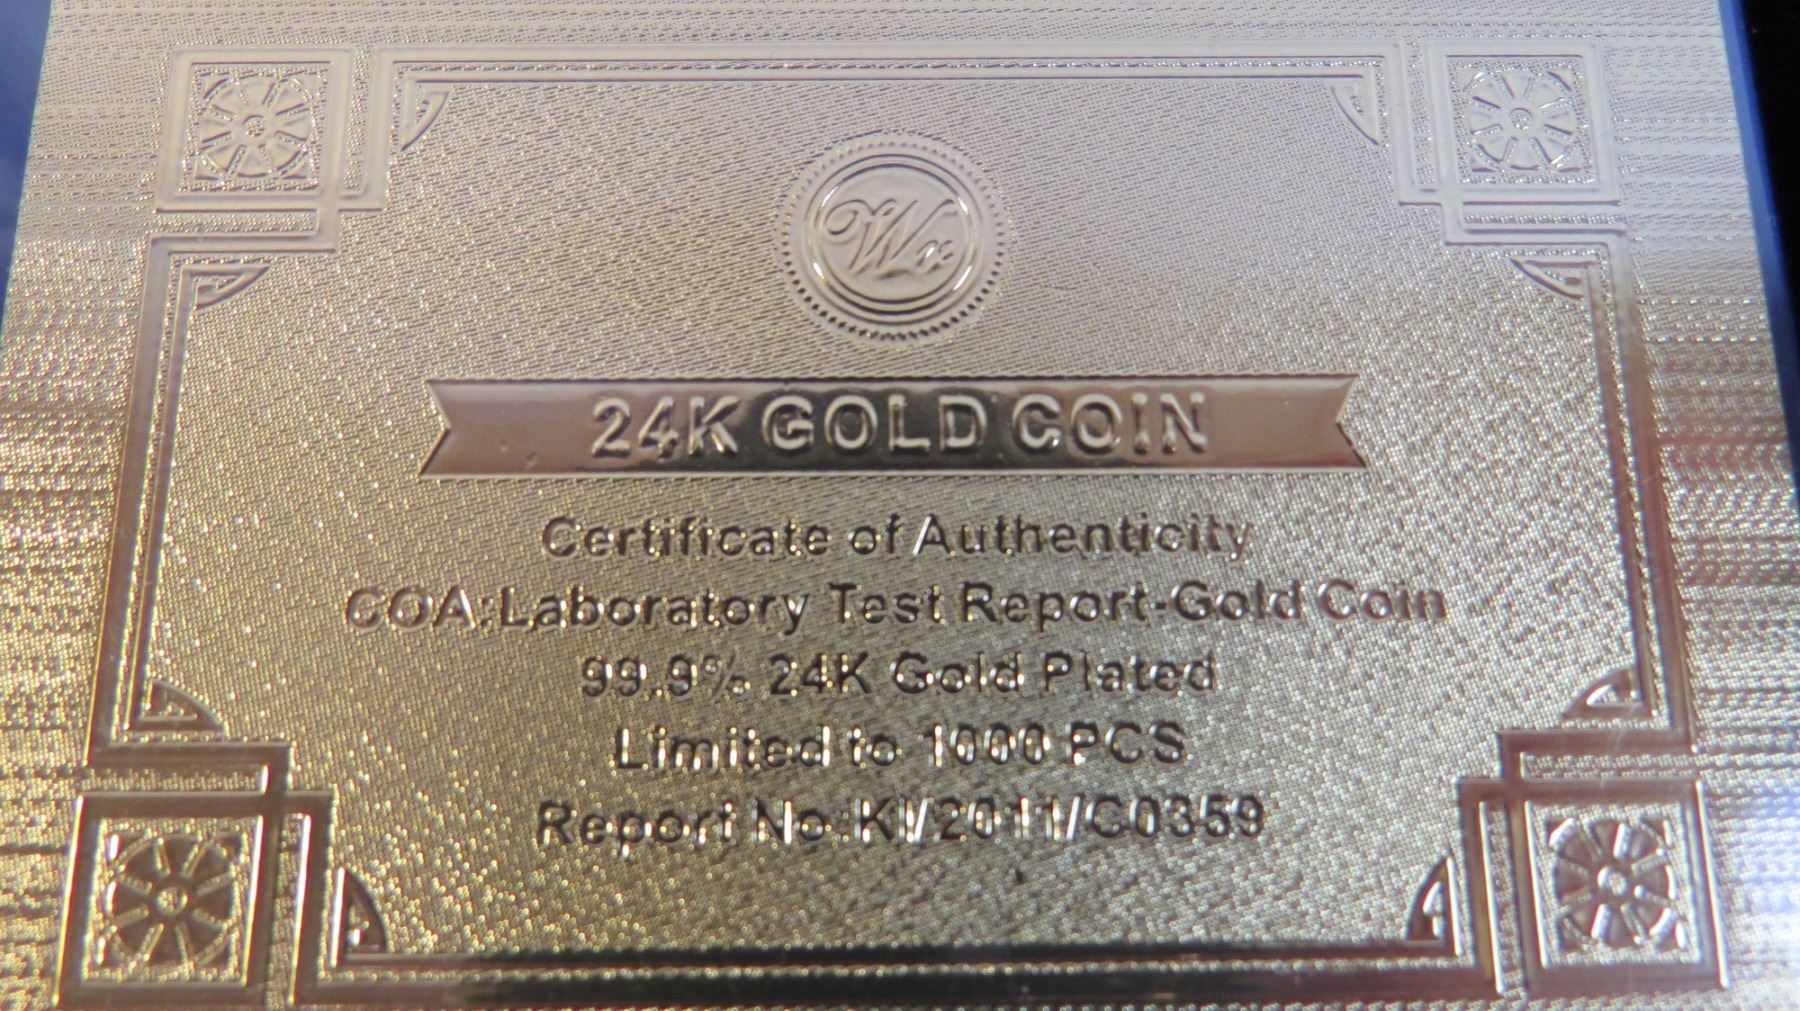 Wr
24K GOLD COIN
Certificate of Authenticity
COA:Laboratory Test Report-Gold Coin
99.9% 24K Gold Plated
Limited to 1000 PCS
Report No:KI/2011/C0359